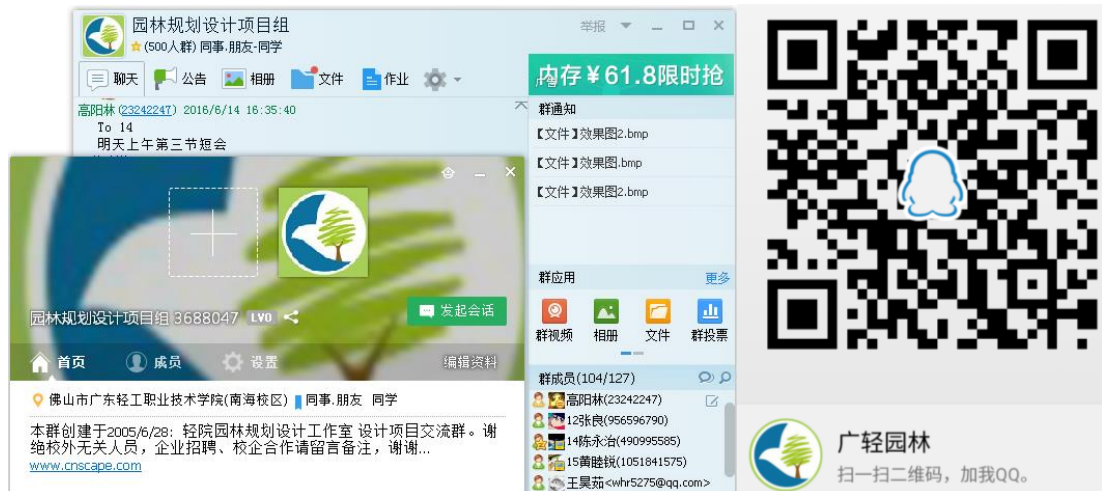 园林规划设计项目组
(500人群) 同事.朋友-同学
举报
聊天 公告 相册 文件 作业
内存￥61.8限时抢
广告
高阳林(23242247) 2016/6/14 16:35:40
To 14
明天上午第三节短会
群通知
【文件】效果图2.bmp
【文件】效果图.bmp
【文件】效果图2.bmp
园林规划设计项目组 3688047 LV0
发起会话
首页 成员 设置 编辑资料
佛山市广东轻工职业技术学院(南海校区) 同事.朋友 同学
本群创建于2005/6/28：轻院园林规划设计工作室 设计项目交流群。谢
绝校外无关人员，企业招聘、校企合作请留言备注，谢谢...
www.cnscape.com
群应用 更多
群视频 相册 文件 群投票
群成员(104/127)
高阳林(23242247)
12张良(956596790)
14陈永治(490995585)
15黄睦锐(1051841575)
王昊茹<whr5275@qq.com>
广轻园林
扫一扫二维码，加我QQ。